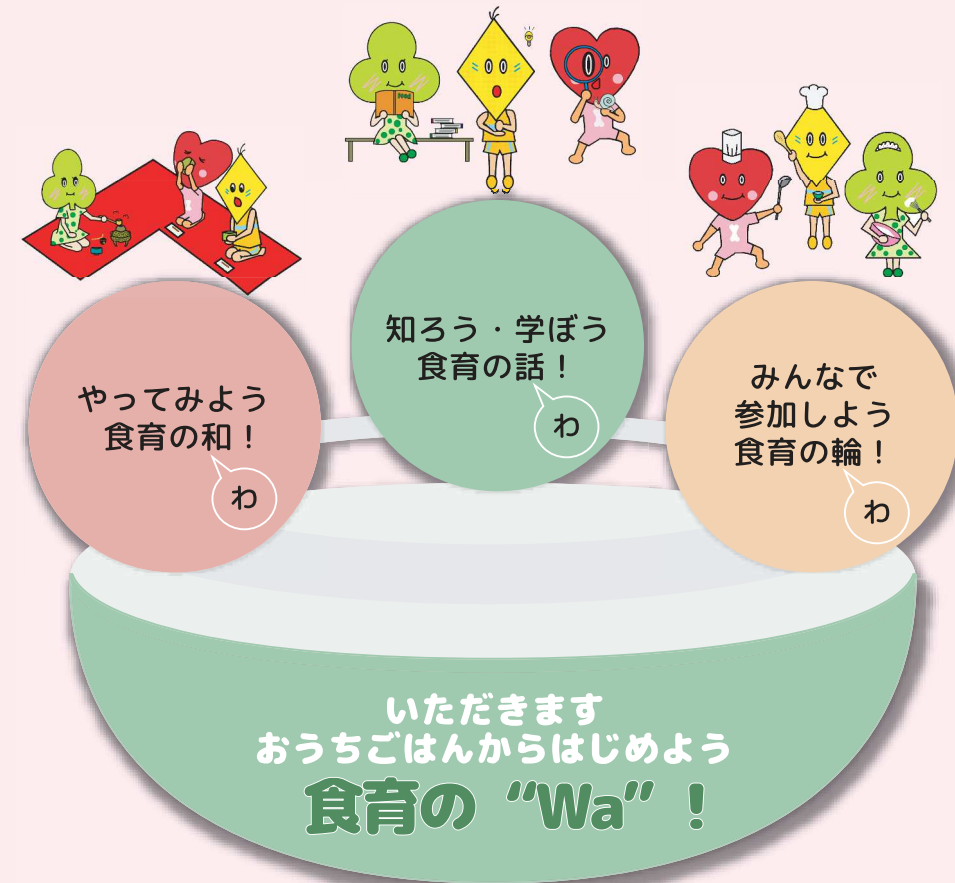 food
やってみよう
食育の和！
わ
知ろう・学ぼう
食育の話！
わ
みんなで
参加しよう
食育の輪！
わ
いただきます
おうちごはんからはじめよう
食育の“Wa”！